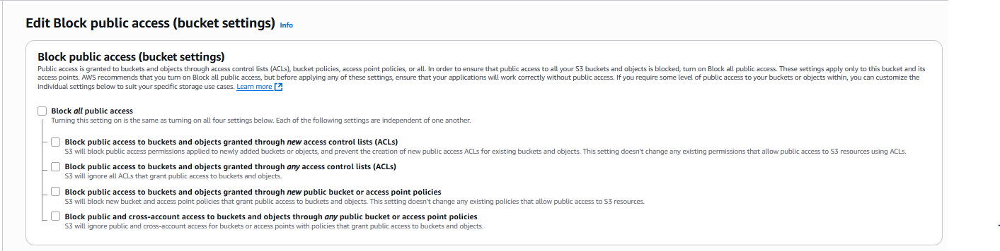 Edit Block public access (bucket settings) Info
Block public access (bucket settings)
Public access is granted to buckets and objects through access control lists (ACLs), bucket policies, access point policies, or all. In order to ensure that public access to all your S3 buckets and objects is blocked, turn on Block all public access. These settings apply only to this bucket and its
access points. AWS recommends that you turn on Block all public access, but before applying any of these settings, ensure that your applications will work correctly without public access. If you require some level of public access to your buckets or objects within, you can customize the
individual settings below to suit your specific storage use cases. Learn more
Block all public access
Turning this setting on is the same as turning on all four settings below. Each of the following settings are independent of one another.
Block public access to buckets and objects granted through new access control lists (ACLs)
S3 will block public access permissions applied to newly added buckets or objects, and prevent the creation of new public access ACLs for existing buckets and objects. This setting doesn't change any existing permissions that allow public access to S3 resources using ACLs.
Block public access to buckets and objects granted through any access control lists (ACLs)
S3 will ignore all ACLs that grant public access to buckets and objects.
Block public access to buckets and objects granted through new public bucket or access point policies
S3 will block new bucket and access point policies that grant public access to buckets and objects. This setting doesn't change any existing policies that allow public access to S3 resources.
Block public and cross-account access to buckets and objects through any public bucket or access point policies
S3 will ignore public and cross-account access for buckets or access points with policies that grant public access to buckets and objects.